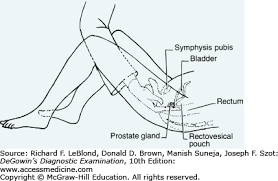 Symphysis pubis
Bladder
Rectum
Prostate gland
Rectovesical
pouch
Source: Richard F. LeBlond, Donald D. Brown, Manish Suneja, Joseph F. Szot:
DeGowin's Diagnostic Examination, 10th Edition:
www.accessmedicine.com
Copyright © McGraw-Hill Education. All rights reserved.